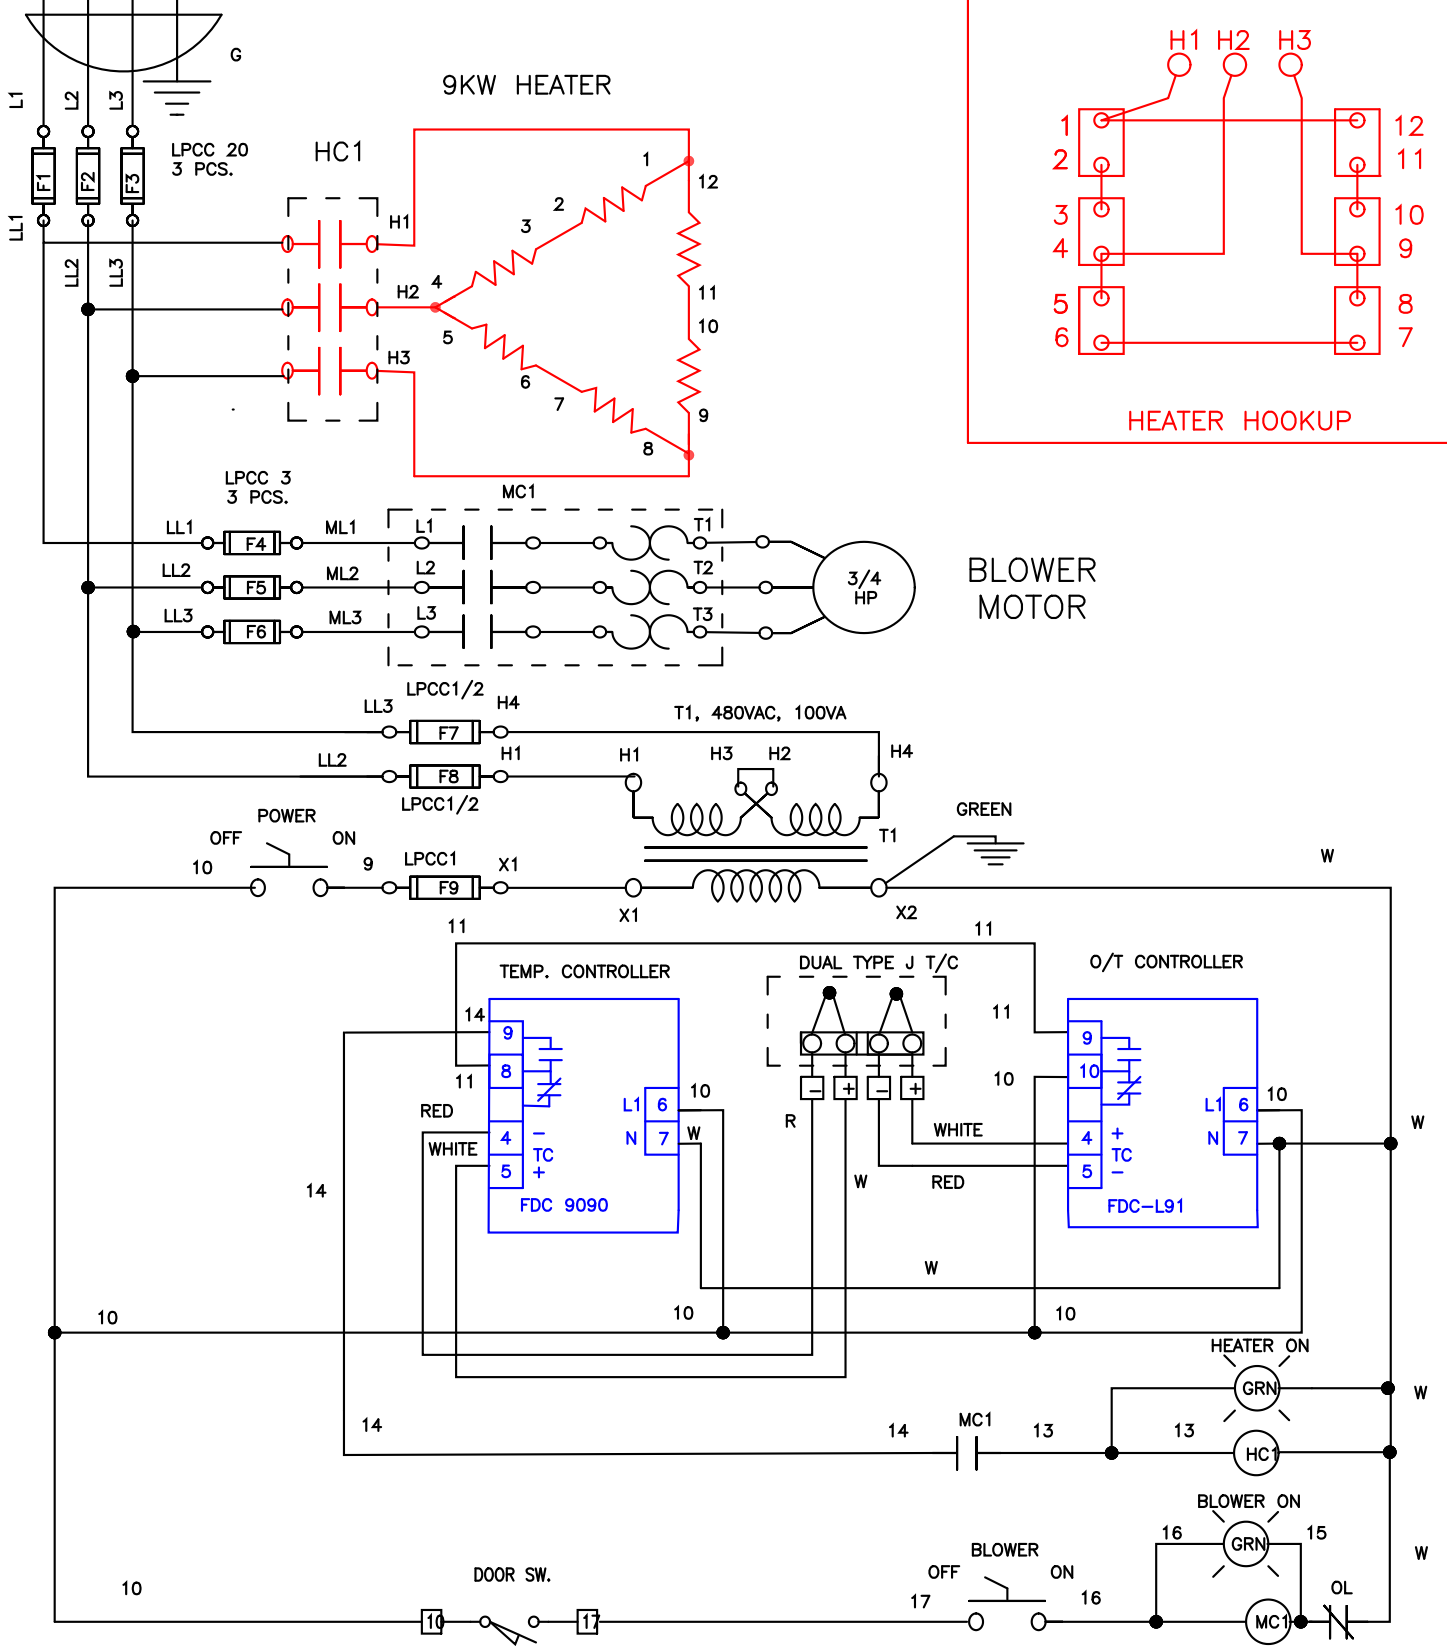 G
L1
L2
L3
9KW HEATER
H1 H2 H3
LPCC 20
3 PCS.
HC1
F1
F2
F3
LL1
LL2
LL3
H1
H2
H3
1
2
3
4
5
6
7
8
9
10
11
12
1
2
3
4
5
6
12
11
10
9
8
7
HEATER HOOKUP
LPCC 3
3 PCS.
MC1
LL1 F4 ML1 L1 T1
LL2 F5 ML2 L2 T2
LL3 F6 ML3 L3 T3
3/4
HP
BLOWER
MOTOR
LPCC1/2
LL3 F7 H4
T1, 480VAC, 100VA
LL2 F8 H1
LPCC1/2
H1 H3 H2 H4
T1
GREEN
POWER
OFF ON
10 9
LPCC1
F9
X1
X1
X2
W
11
11
TEMP. CONTROLLER
DUAL TYPE J T/C
O/T CONTROLLER
14
9
8
11
RED
4 −
WHITE
TC
5 +
L1 6 10
N 7 W
FDC 9090
− + − +
R
W
WHITE
RED
11
9
10
10
4 +
TC
5 −
L1 6 10
N 7
FDC-L91
W
14
W
10
10
10
HEATER ON
GRN
W
14
14
MC1
13
13
HC1
BLOWER ON
16 GRN 15
W
10
DOOR SW.
10
17
17
BLOWER
OFF ON
16
MC1
OL